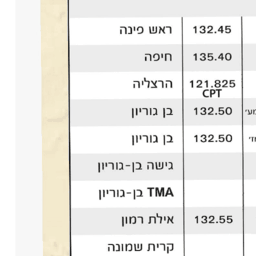 ראש פינה 132.45
חיפה 135.40
הרצליה 121.825
CPT
בן גוריון 132.50
בן גוריון 132.50
גישה בן-גוריון
TMA בן-גוריון
אילת רמון 132.55
קרית שמונה